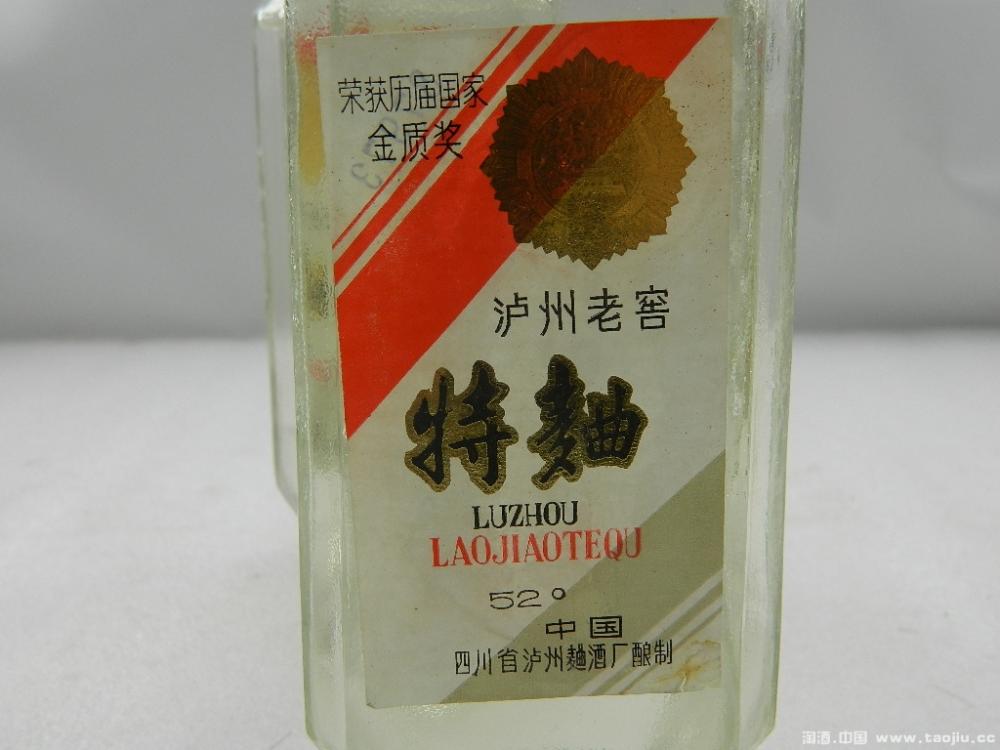 荣获历届国家
金质奖
泸州老窖
特麯
LUZHOU
LAOJIAOTEQU
52°
中国
四川省泸州麯酒厂酿制
淘酒.中国 www.taojiu.cc